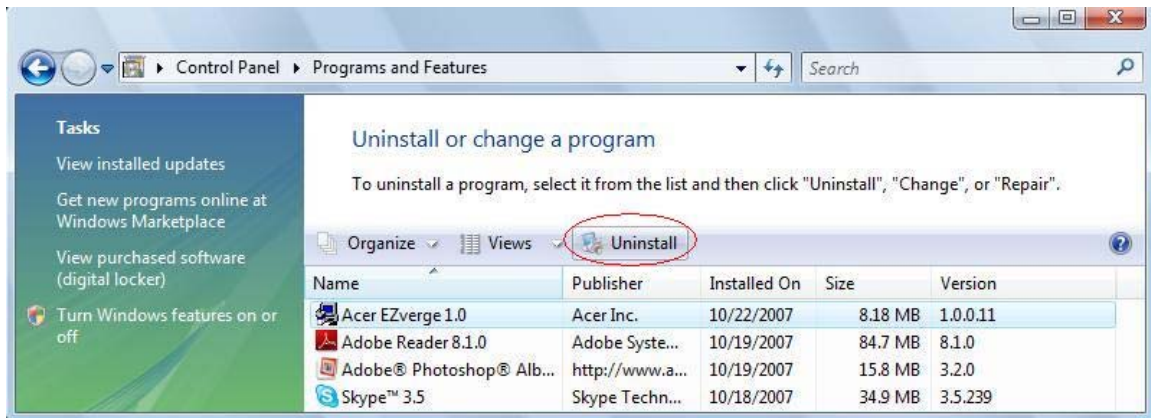 Control Panel Programs and Features Search
Tasks
View installed updates
Get new programs online at
Windows Marketplace
View purchased software
(digital locker)
Turn Windows features on or
off
Uninstall or change a program
To uninstall a program, select it from the list and then click "Uninstall", "Change", or "Repair".
Organize Views Uninstall
Name Publisher Installed On Size Version
Acer EZverge 1.0 Acer Inc. 10/22/2007 8.18 MB 1.0.0.11
Adobe Reader 8.1.0 Adobe Syste... 10/19/2007 84.7 MB 8.1.0
Adobe® Photoshop® Alb... http://www.a... 10/19/2007 15.8 MB 3.2.0
Skype™ 3.5 Skype Techn... 10/18/2007 34.9 MB 3.5.239